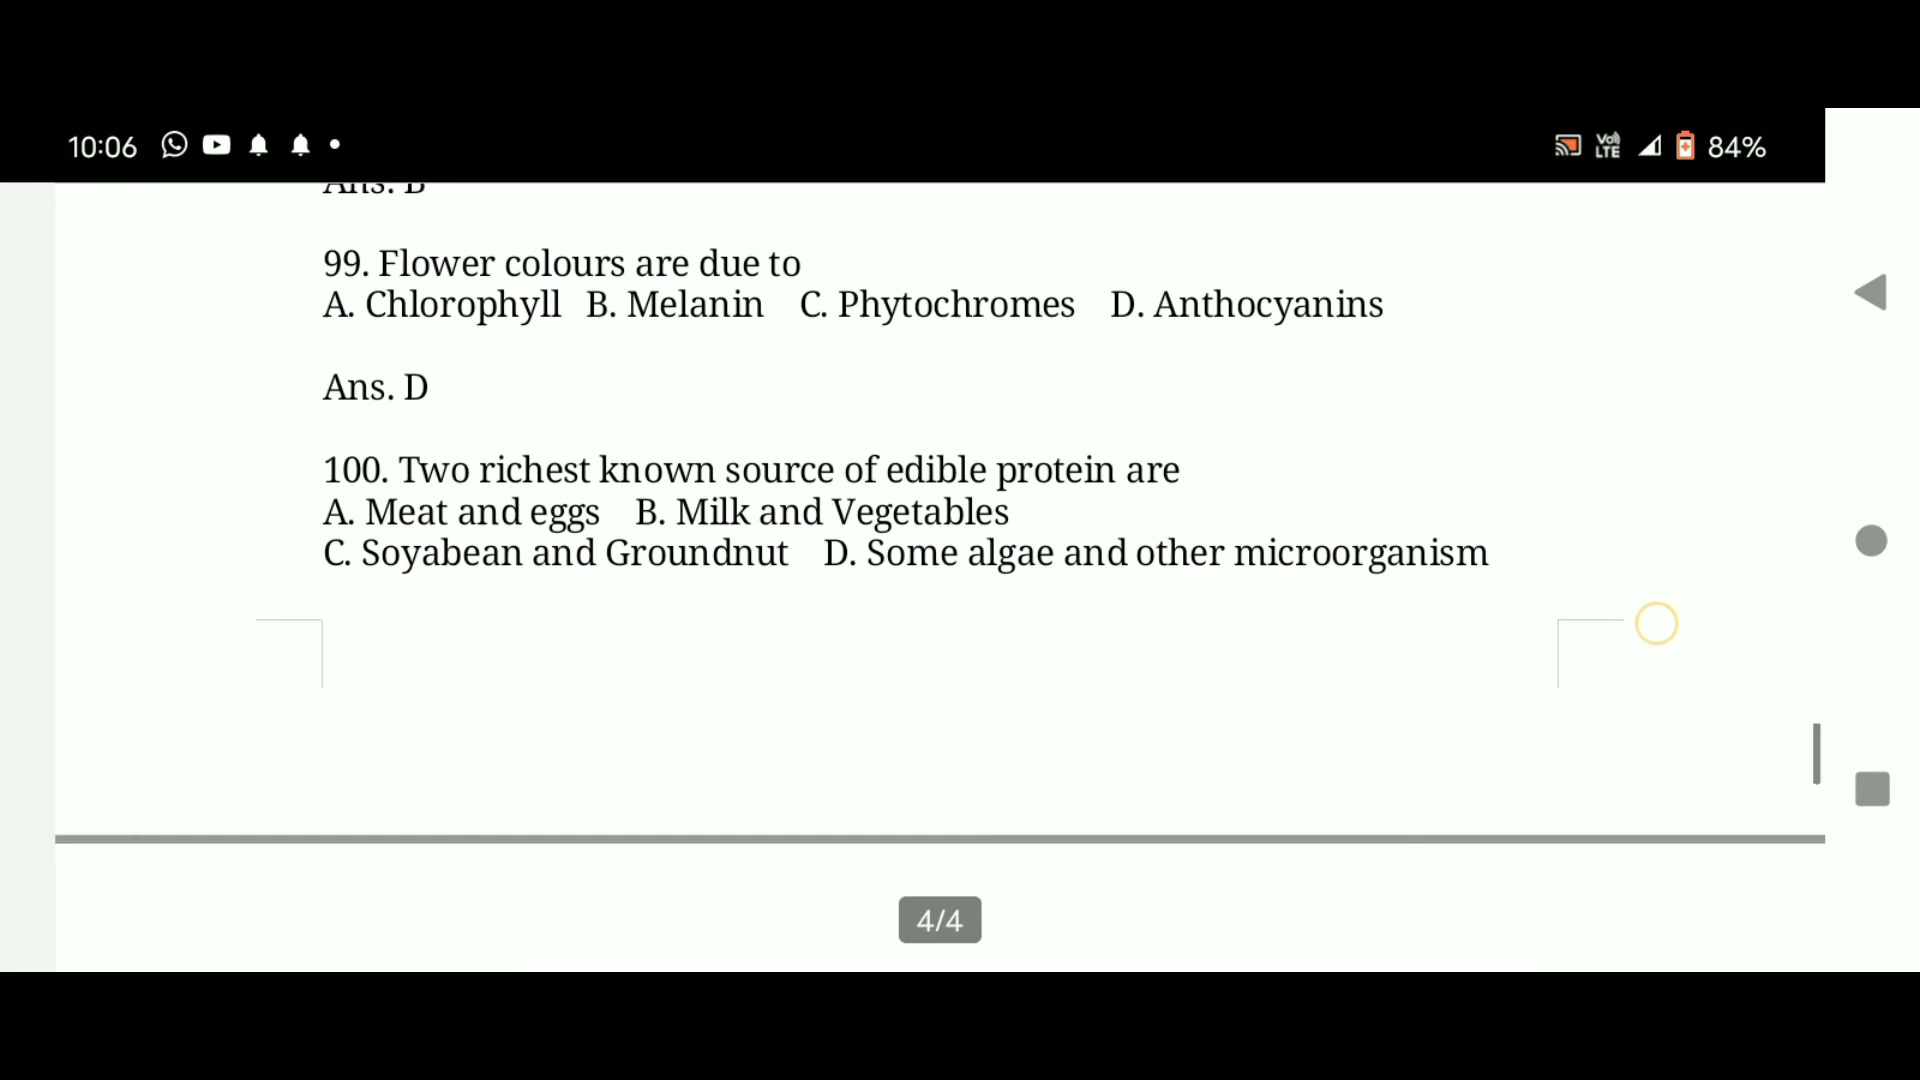 10:06 VoLTE 84%
Ans. B
99. Flower colours are due to
A. Chlorophyll B. Melanin C. Phytochromes D. Anthocyanins
Ans. D
100. Two richest known source of edible protein are
A. Meat and eggs B. Milk and Vegetables
C. Soyabean and Groundnut D. Some algae and other microorganism
4/4